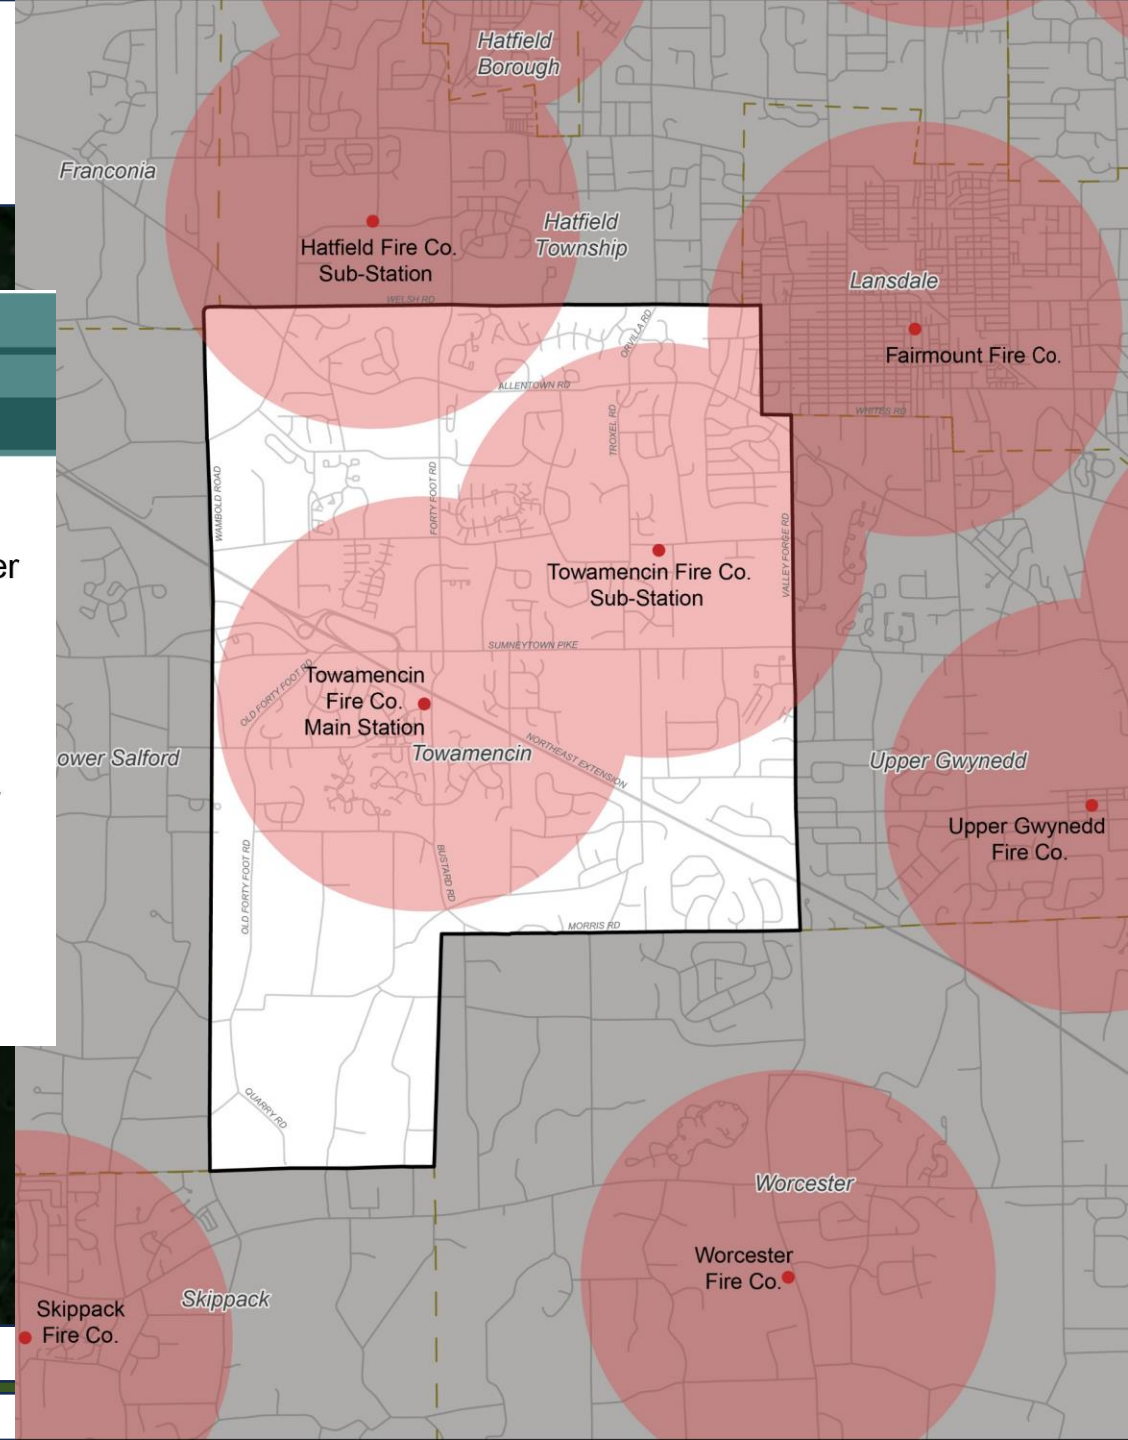 Hatfield
Borough
Franconia
Hatfield
Township
Hatfield Fire Co.
Sub-Station
WELSH RD
Lansdale
Fairmount Fire Co.
ORVILLA RD
ALLENTOWN RD
TROXEL RD
WHITES RD
WAMBOLD ROAD
FORTY FOOT RD
VALLEY FORGE RD
er
Towamencin Fire Co.
Sub-Station
SUMNEYTOWN PIKE
OLD FORTY FOOT RD
Towamencin
Fire Co.
Main Station
Towamencin
NORTHEAST EXTENSION
ower Salford
Upper Gwynedd
Upper Gwynedd
Fire Co.
OLD FORTY FOOT RD
BUSTARD RD
MORRIS RD
QUARRY RD
Worcester
Worcester
Fire Co.
Skippack
Skippack
Fire Co.